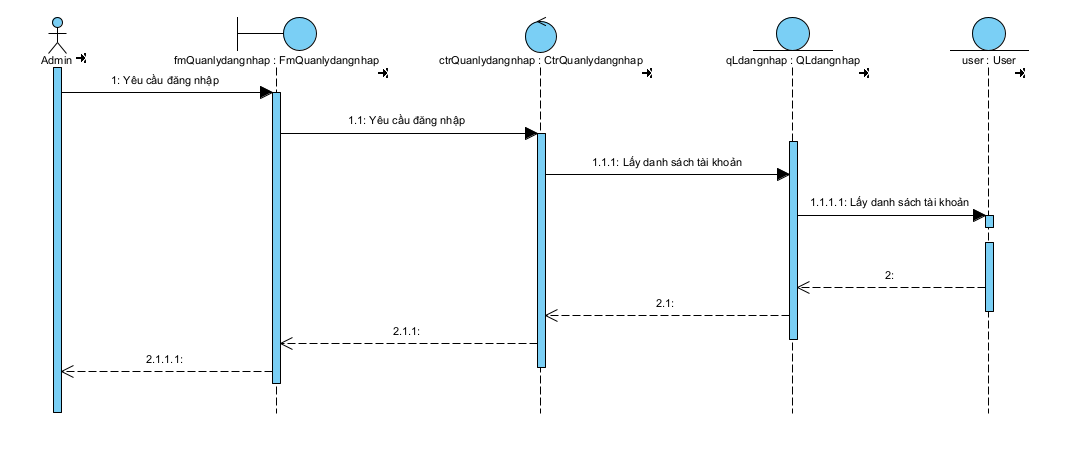 Admin
fmQuanlydangnhap : FmQuanlydangnhap
ctrQuanlydangnhap : CtrQuanlydangnhap
qLdangnhap : QLdangnhap
user : User
1: Yêu cầu đăng nhập
1.1: Yêu cầu đăng nhập
1.1.1: Lấy danh sách tài khoản
1.1.1.1: Lấy danh sách tài khoản
2:
2.1:
2.1.1:
2.1.1.1: